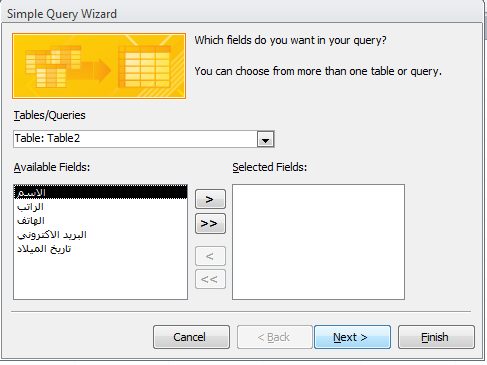 Simple Query Wizard
Which fields do you want in your query?
You can choose from more than one table or query.
Tables/Queries
Table: Table2
Available Fields:
Selected Fields:
الاسم
الراتب
الهاتف
البريد الاكتروني
تاريخ الميلاد
>
>>
<
<<
Cancel
< Back
Next >
Finish